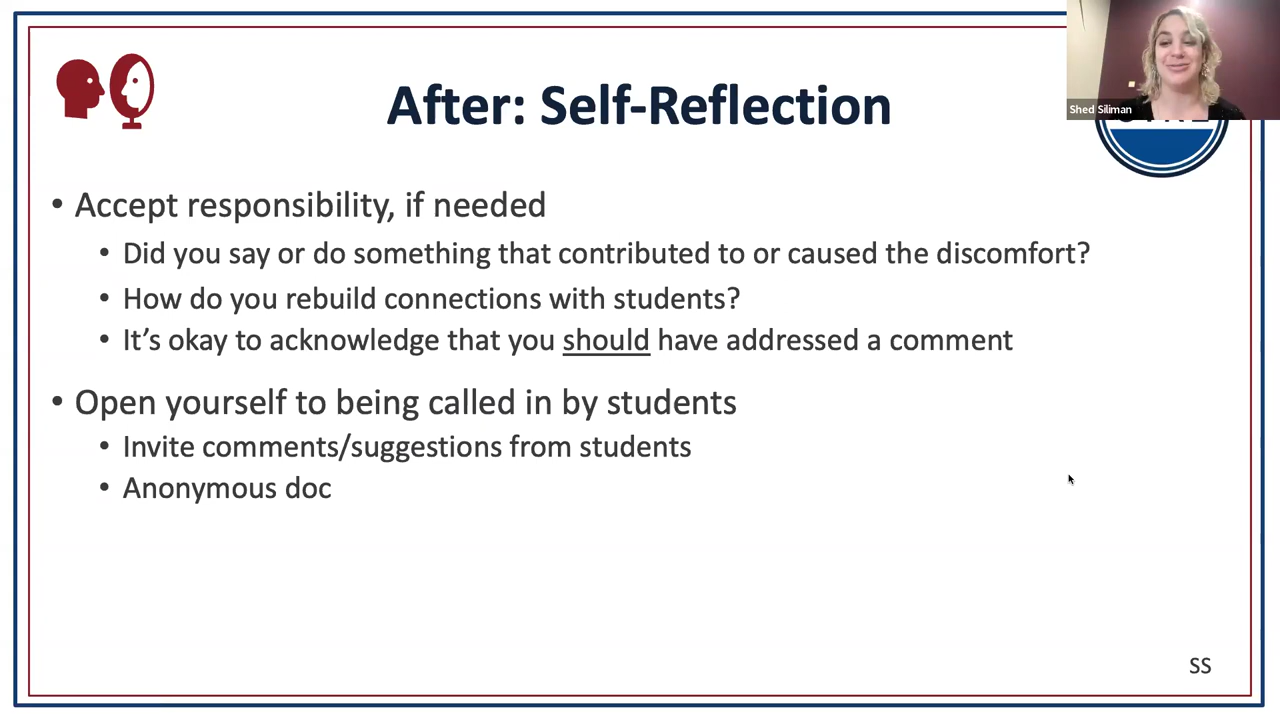 Shed Siliman
After: Self-Reflection
• Accept responsibility, if needed
• Did you say or do something that contributed to or caused the discomfort?
• How do you rebuild connections with students?
• It’s okay to acknowledge that you should have addressed a comment
• Open yourself to being called in by students
• Invite comments/suggestions from students
• Anonymous doc
SS